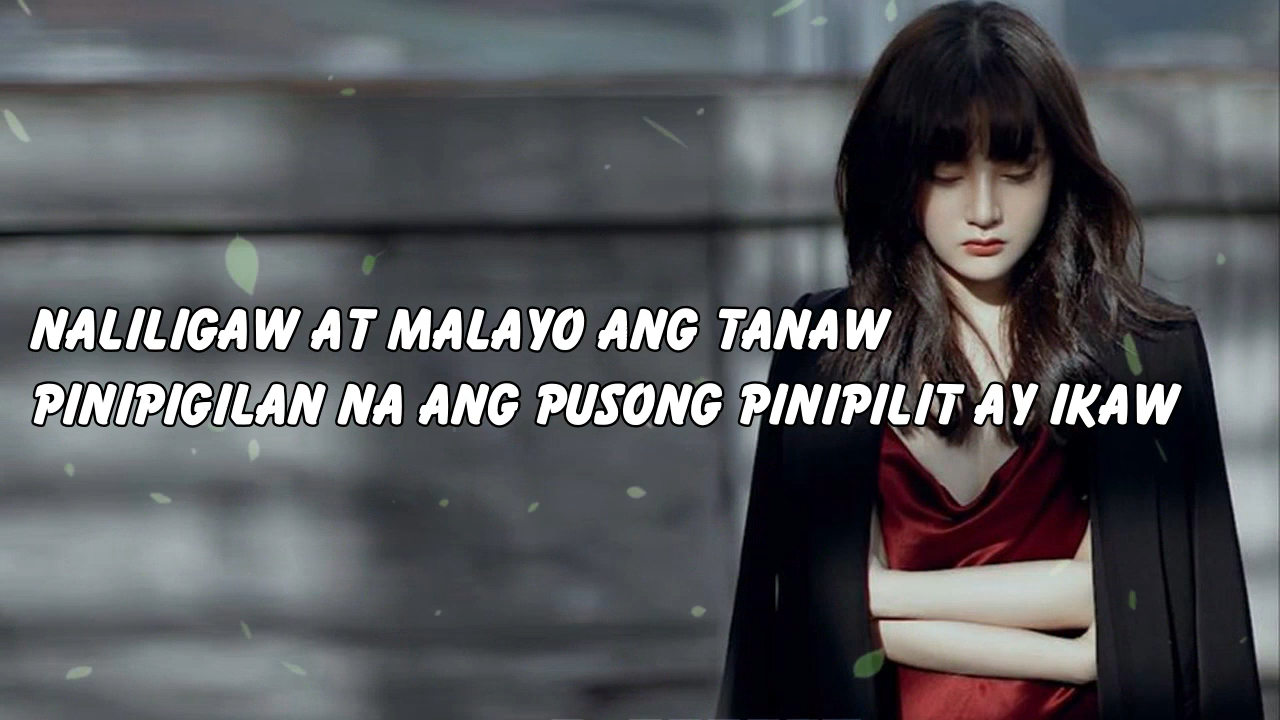 NALILIGAW AT MALAYO ANG TANAW
PINIPIGILAN NA ANG PUSONG PINIPILIT AY IKAW